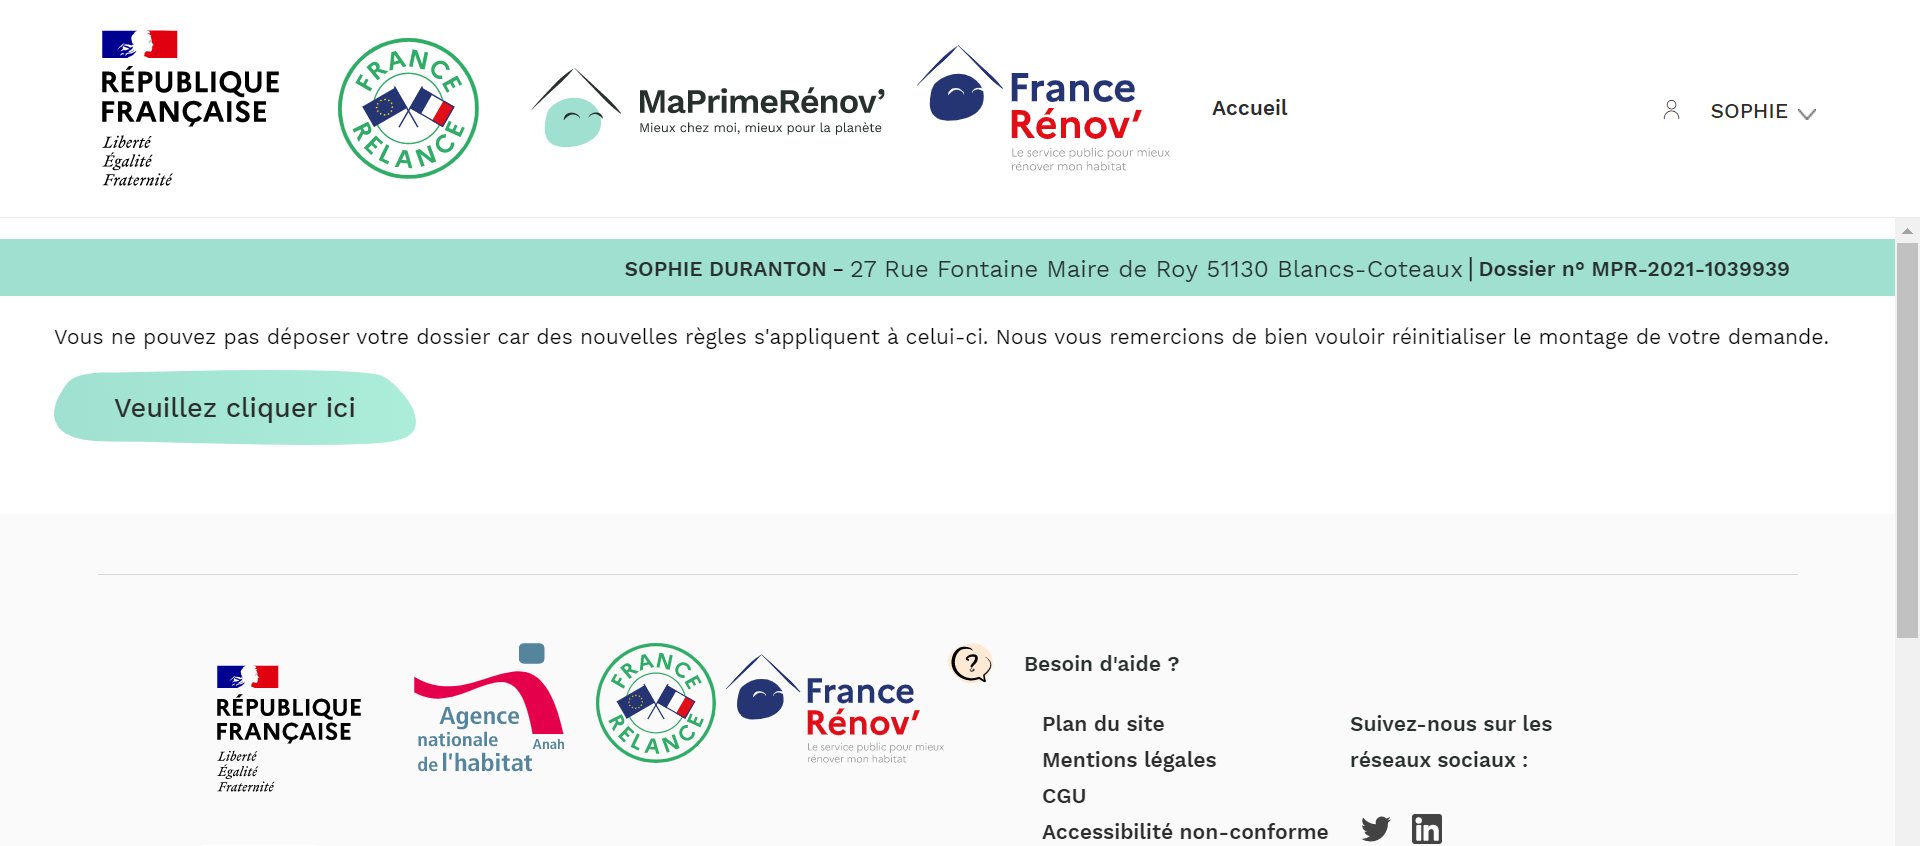 RÉPUBLIQUE
FRANÇAISE
Liberté
Égalité
Fraternité
FRANCE
RELANCE
MaPrimeRénov’
Mieux chez moi, mieux pour la planète
France
Rénov’
Le service public pour mieux
rénover mon habitat
Accueil
SOPHIE
SOPHIE DURANTON - 27 Rue Fontaine Maire de Roy 51130 Blancs-Coteaux | Dossier n° MPR-2021-1039939
Vous ne pouvez pas déposer votre dossier car des nouvelles règles s'appliquent à celui-ci. Nous vous remercions de bien vouloir réinitialiser le montage de votre demande.
Veuillez cliquer ici
RÉPUBLIQUE
FRANÇAISE
Liberté
Égalité
Fraternité
Agence
nationale
de l'habitat
Anah
FRANCE
RELANCE
France
Rénov’
Le service public pour mieux
rénover mon habitat
?
Besoin d'aide ?
Plan du site
Mentions légales
CGU
Accessibilité non-conforme
Suivez-nous sur les
réseaux sociaux :
in